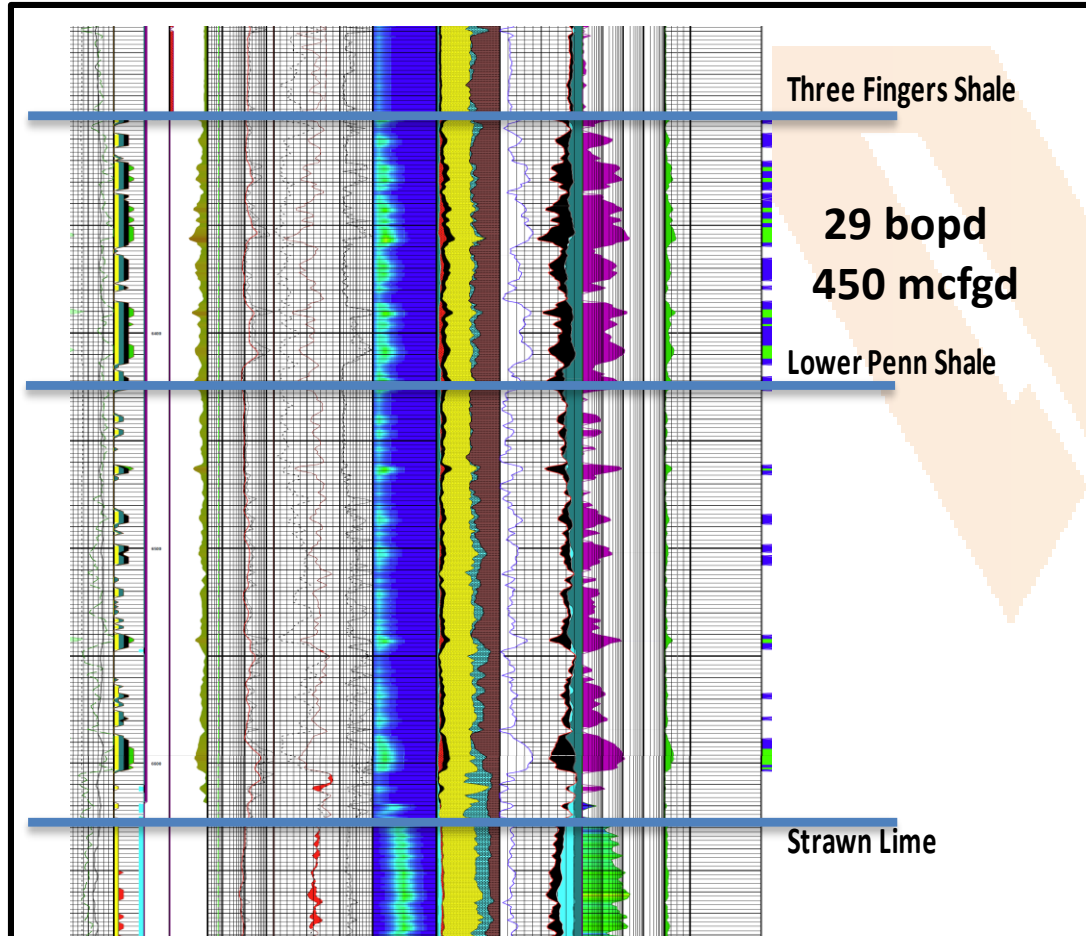 Three Fingers Shale
29 bopd
450 mcfgd
Lower Penn Shale
Strawn Lime